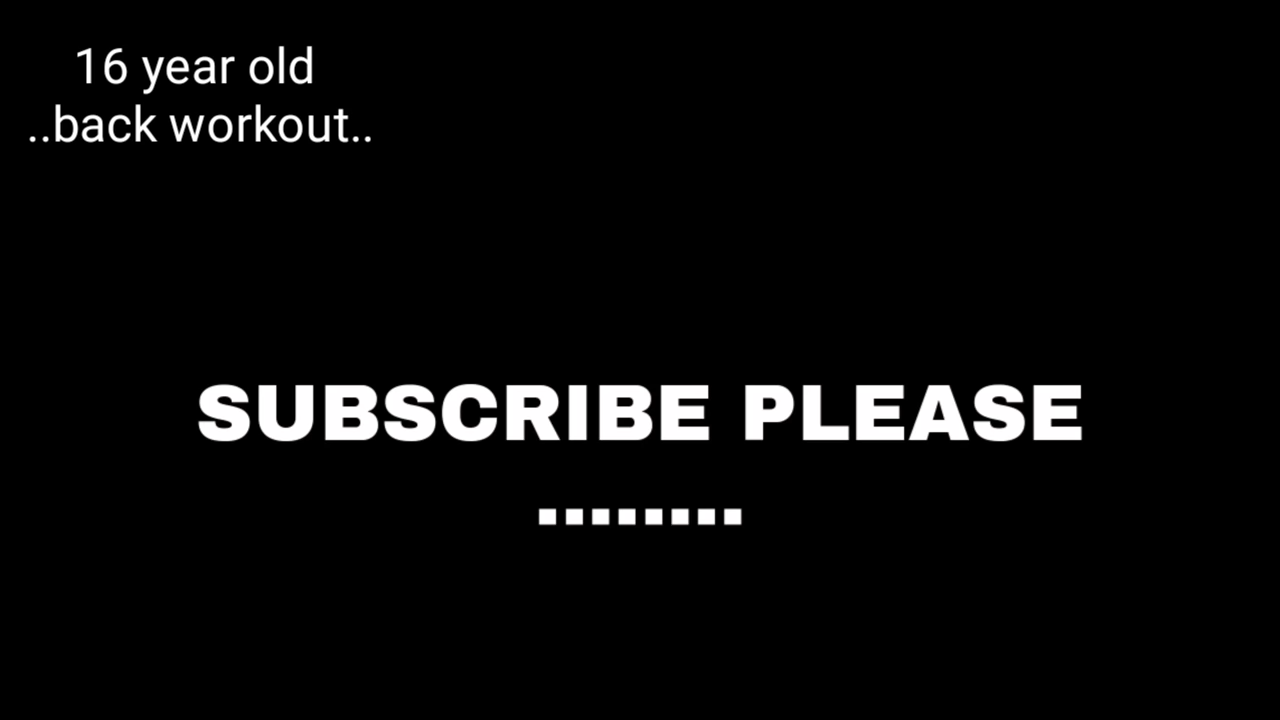 16 year old
..back workout..
SUBSCRIBE PLEASE
........